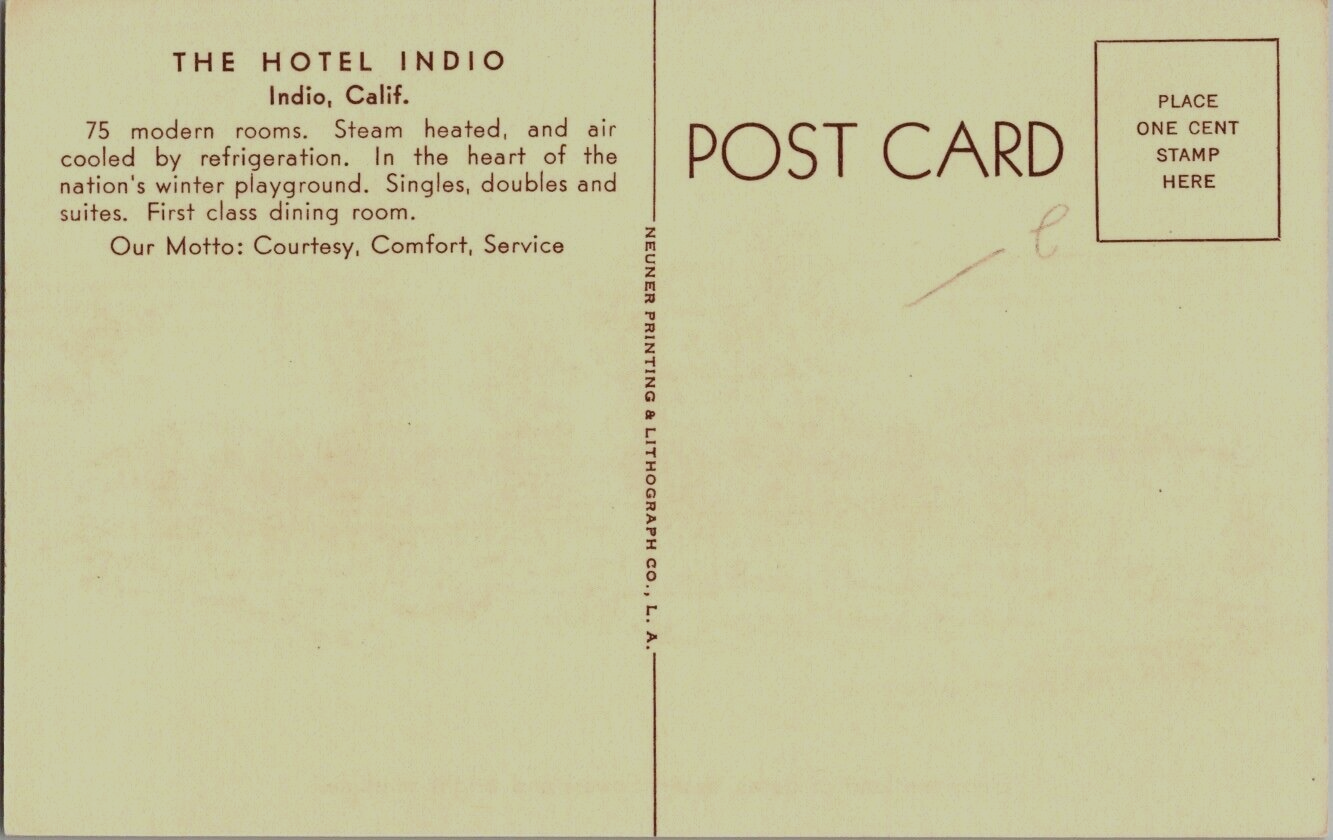 THE HOTEL INDIO
Indio, Calif.
75 modern rooms. Steam heated, and air
cooled by refrigeration. In the heart of the
nation's winter playground. Singles, doubles and
suites. First class dining room.
Our Motto: Courtesy, Comfort, Service
NEUNER PRINTING & LITHOGRAPH CO., L. A.
POST CARD
PLACE
ONE CENT
STAMP
HERE